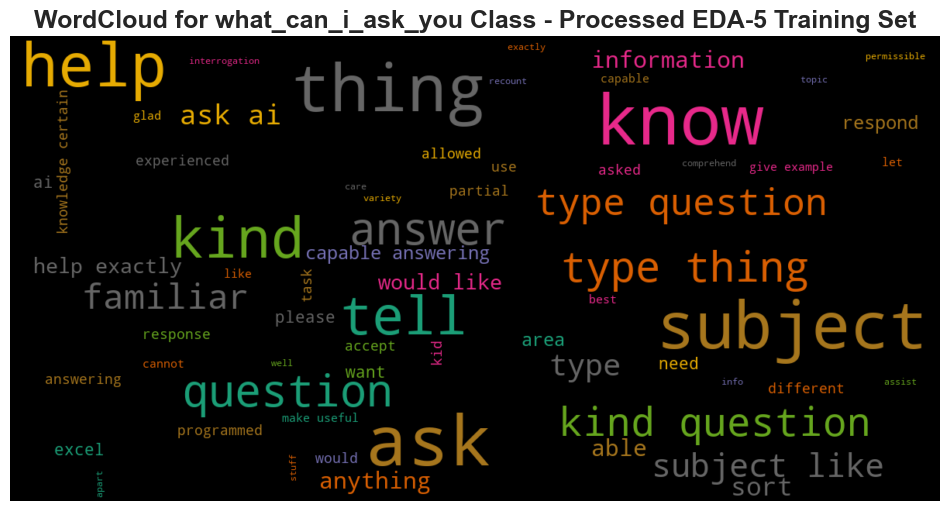 WordCloud for what_can_i_ask_you Class - Processed EDA-5 Training Set
help
interrogation
thing
exactly
recount
information
capable
topic
permissible
knowledge certain
glad
ask ai
know
respond
experienced
allowed
use
asked
comprehend
give example
let
ai
care
variety
partial
type question
kind
answer
capable answering
help exactly
like
task
would like
type thing
familiar
please
tell
best
subject
response
accept
kid
area
cannot
well
want
type
need
answering
question
info
different
assist
make useful
programmed
ask
kind question
excel
would
able
apart
stuff
anything
subject like
sort